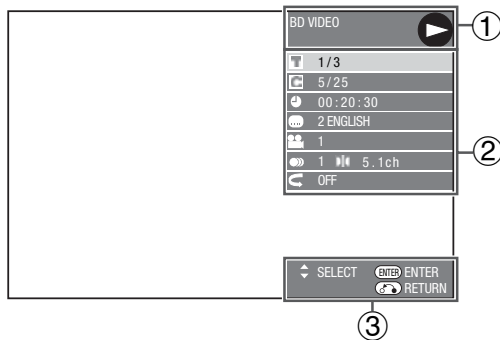 BD VIDEO
①
T 1/3
C 5/25
00:20:30
2 ENGLISH
1
②
1 5.1ch
OFF
SELECT ENTER ENTER
RETURN
③